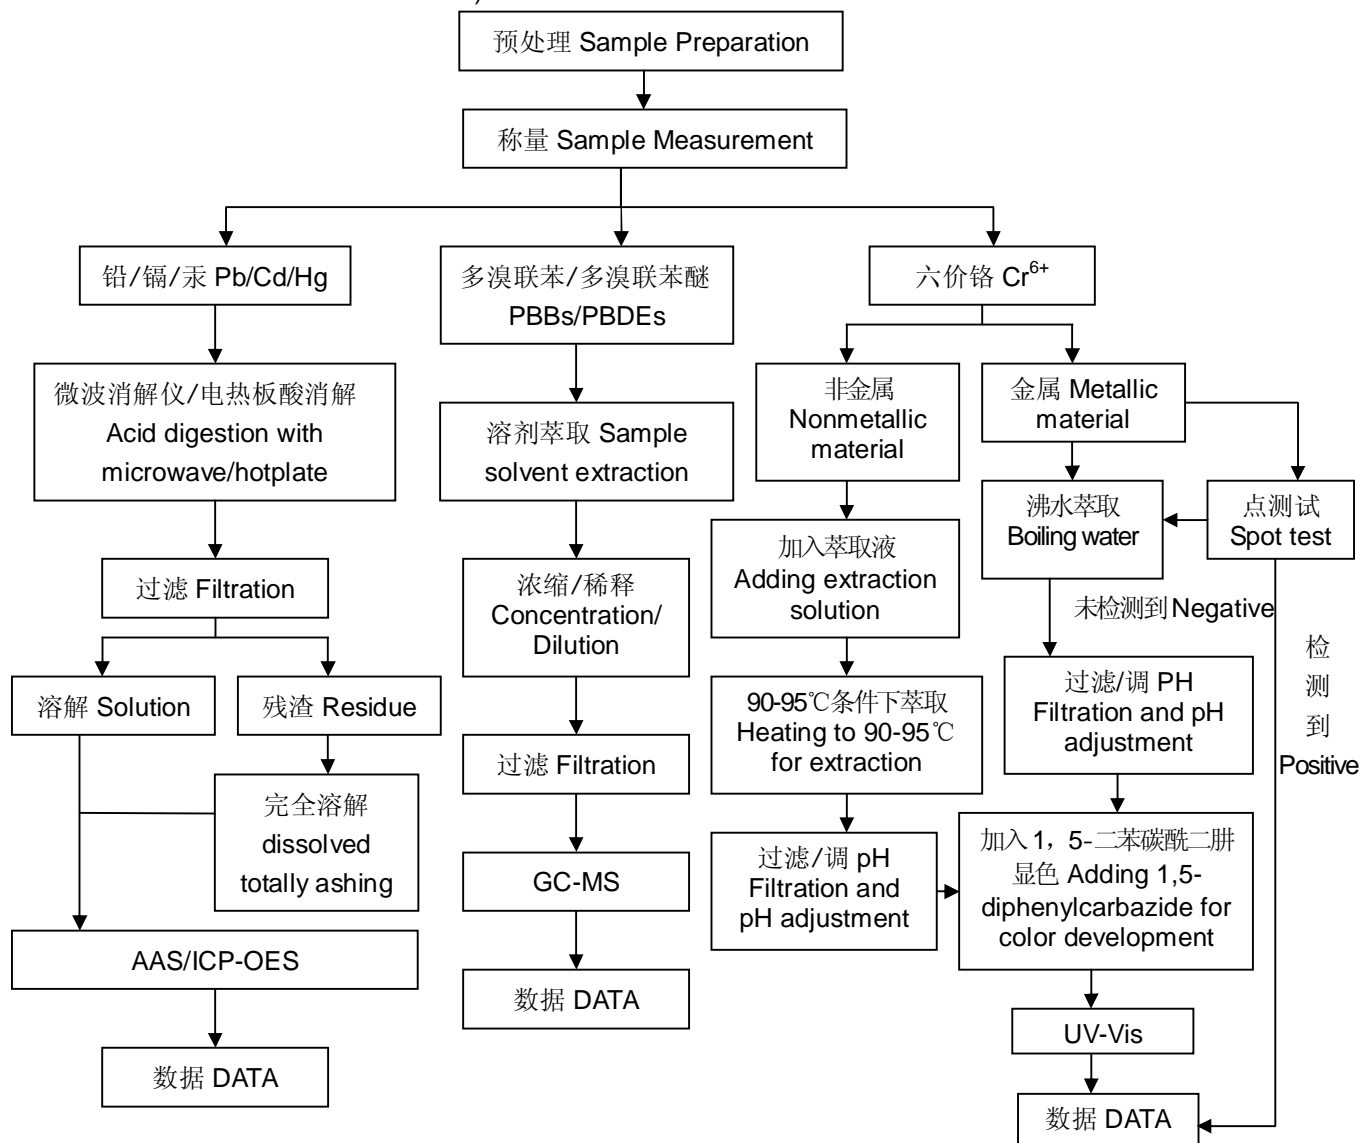 预处理 Sample Preparation
称量 Sample Measurement
铅/镉/汞 Pb/Cd/Hg
微波消解仪/电热板酸消解
Acid digestion with
microwave/hotplate
过滤 Filtration
溶解 Solution
残渣 Residue
完全溶解
dissolved
totally ashing
AAS/ICP-OES
数据 DATA
多溴联苯/多溴联苯醚
PBBs/PBDEs
溶剂萃取 Sample
solvent extraction
浓缩/稀释
Concentration/
Dilution
过滤 Filtration
GC-MS
数据 DATA
六价铬 Cr⁶⁺
非金属
Nonmetallic
material
加入萃取液
Adding extraction
solution
90-95℃条件下萃取
Heating to 90-95℃
for extraction
过滤/调 pH
Filtration and
pH adjustment
金属 Metallic
material
沸水萃取
Boiling water
点测试
Spot test
未检测到 Negative
检
测
到
Positive
过滤/调 PH
Filtration and pH
adjustment
加入 1，5-二苯碳酰二肼
显色 Adding 1,5-
diphenylcarbazide for
color development
UV-Vis
数据 DATA